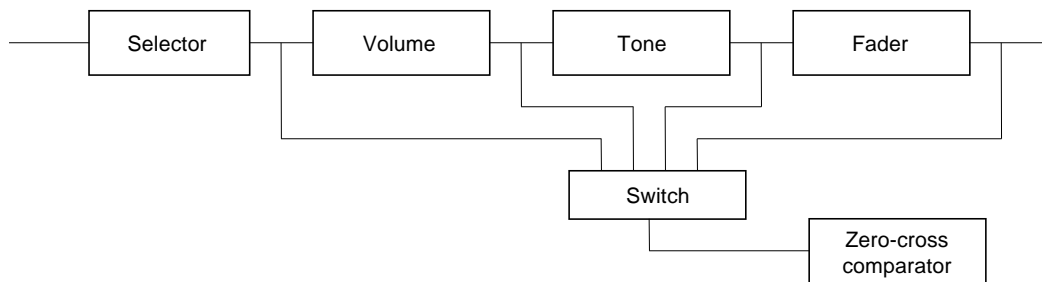 Selector
Volume
Tone
Fader
Switch
Zero-cross
comparator